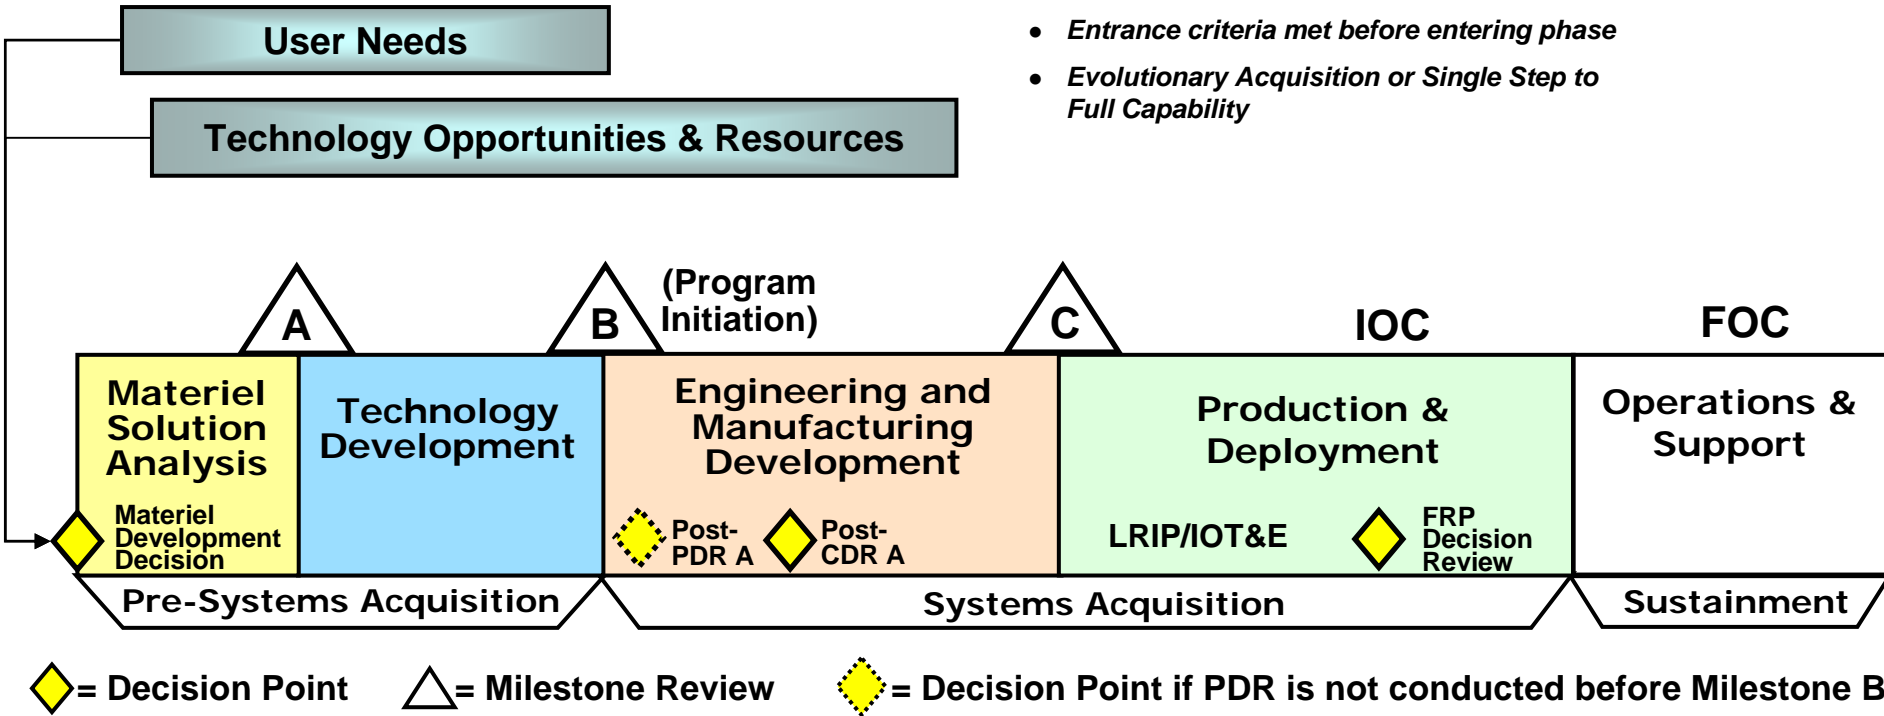 User Needs
● Entrance criteria met before entering phase
● Evolutionary Acquisition or Single Step to
Full Capability
Technology Opportunities & Resources
A
B
(Program
Initiation)
C
IOC
FOC
Materiel
Solution
Analysis
Technology
Development
Engineering and
Manufacturing
Development
Production &
Deployment
Operations &
Support
Materiel
Development
Decision
Post-
PDR A
Post-
CDR A
LRIP/IOT&E
FRP
Decision
Review
Pre-Systems Acquisition
Systems Acquisition
Sustainment
= Decision Point
= Milestone Review
= Decision Point if PDR is not conducted before Milestone B